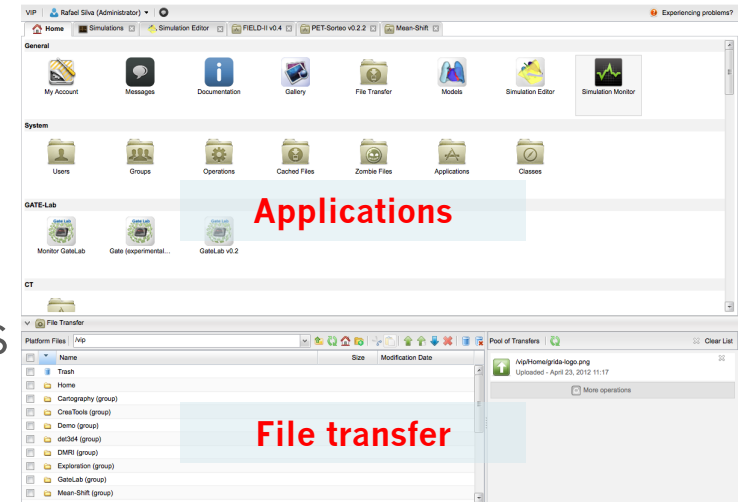 VIP Rafael Silva (Administrator) Experiencing problems?
Home Simulations Simulation Editor FIELD-II v0.4 PET-Sorteo v0.2.2 Mean-Shift
General
My Account Messages Documentation Gallery File Transfer Models Simulation Editor Simulation Monitor
System
Users Groups Operations Cached Files Zombie Files Applications Classes
Applications
GATE-Lab
Monitor GateLab Gate (experimental... GateLab v0.2
CT
s
File Transfer
Platform Files /vip Pool of Transfers Clear List
Name Size Modification Date
/vip/Home/grida-logo.png
Uploaded - April 23, 2012 11:17
More operations
Trash
Home
Cartography (group)
CreaTools (group)
Demo (group)
det3d4 (group)
DMRI (group)
Exploration (group)
GateLab (group)
Mean-Shift (group)
File transfer